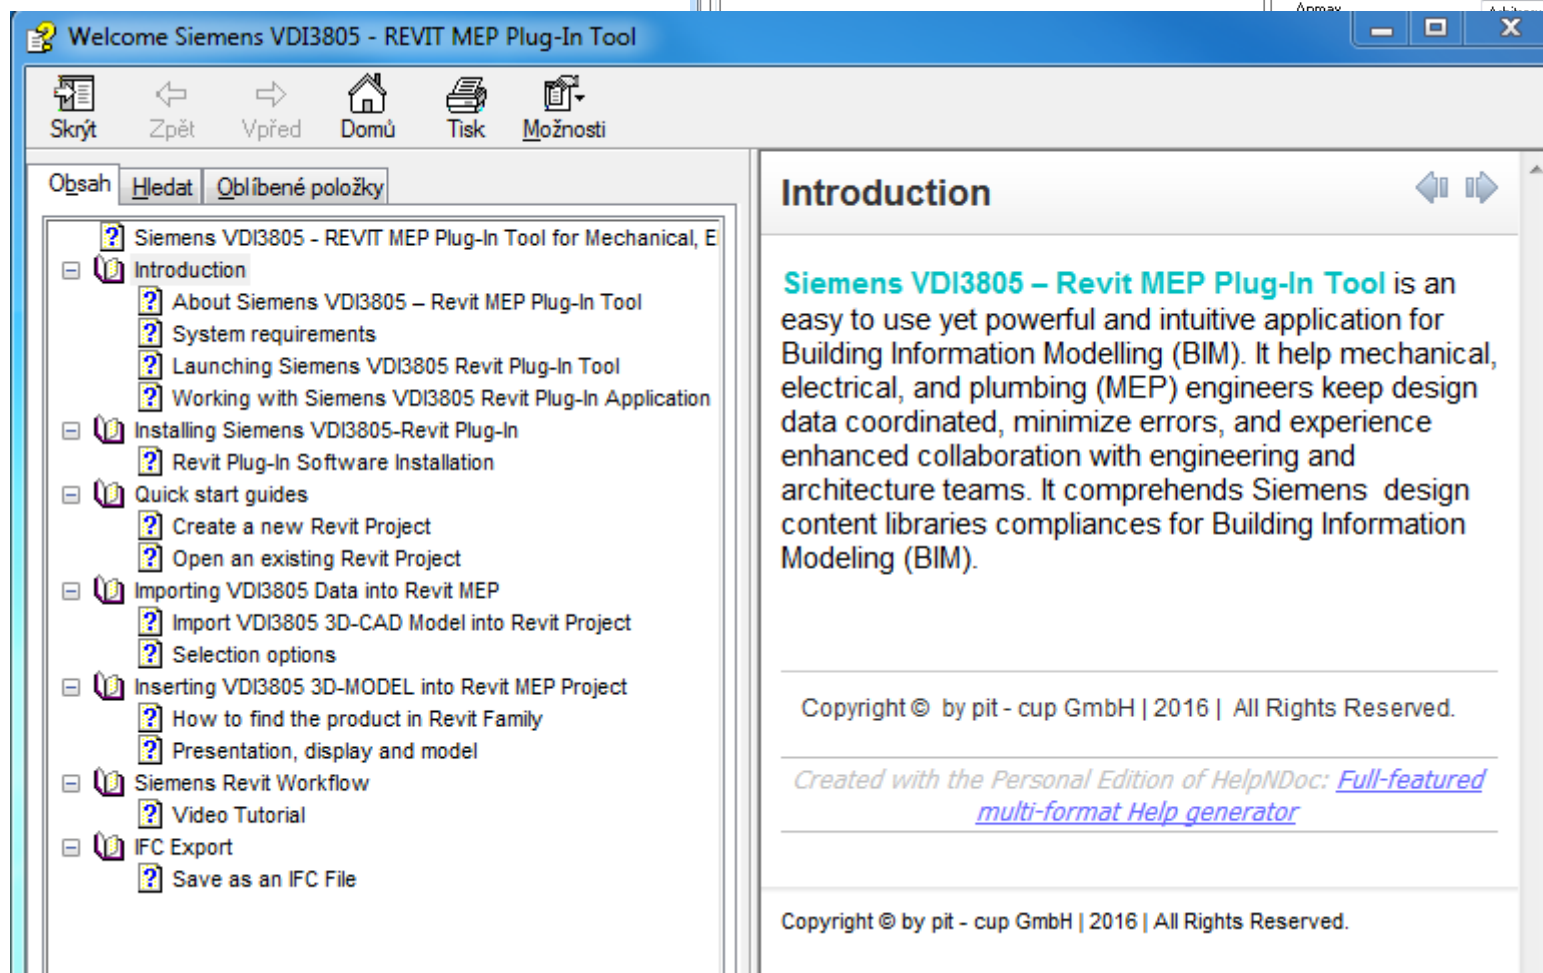 Apmax
Welcome Siemens VDI3805 - REVIT MEP Plug-In Tool
Skrýt
Zpět
Vpřed
Domů
Tisk
Možnosti
Obsah
Hledat
Oblíbené položky
Siemens VDI3805 - REVIT MEP Plug-In Tool for Mechanical, E
Introduction
About Siemens VDI3805 – Revit MEP Plug-In Tool
System requirements
Launching Siemens VDI3805 Revit Plug-In Tool
Working with Siemens VDI3805 Revit Plug-In Application
Installing Siemens VDI3805-Revit Plug-In
Revit Plug-In Software Installation
Quick start guides
Create a new Revit Project
Open an existing Revit Project
Importing VDI3805 Data into Revit MEP
Import VDI3805 3D-CAD Model into Revit Project
Selection options
Inserting VDI3805 3D-MODEL into Revit MEP Project
How to find the product in Revit Family
Presentation, display and model
Siemens Revit Workflow
Video Tutorial
IFC Export
Save as an IFC File
Introduction
Siemens VDI3805 – Revit MEP Plug-In Tool is an
easy to use yet powerful and intuitive application for
Building Information Modelling (BIM). It help mechanical,
electrical, and plumbing (MEP) engineers keep design
data coordinated, minimize errors, and experience
enhanced collaboration with engineering and
architecture teams. It comprehends Siemens design
content libraries compliances for Building Information
Modeling (BIM).
Copyright © by pit - cup GmbH | 2016 | All Rights Reserved.
Created with the Personal Edition of HelpNDoc: Full-featured
multi-format Help generator
Copyright © by pit - cup GmbH | 2016 | All Rights Reserved.